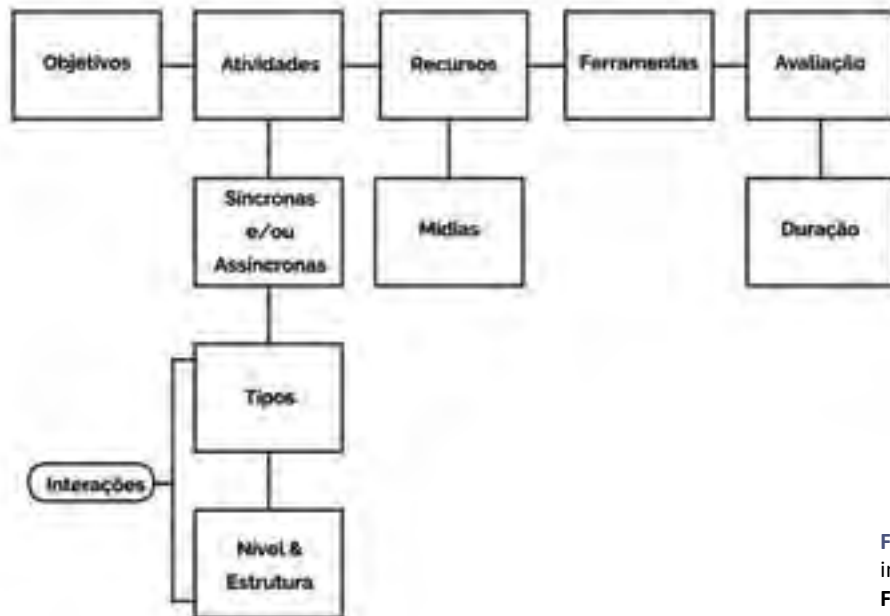 Objetivos
Atividades
Recursos
Ferramentas
Avaliação
Síncronas
e/ou
Assíncronas
Mídias
Duração
Tipos
Interações
Nível &
Estrutura